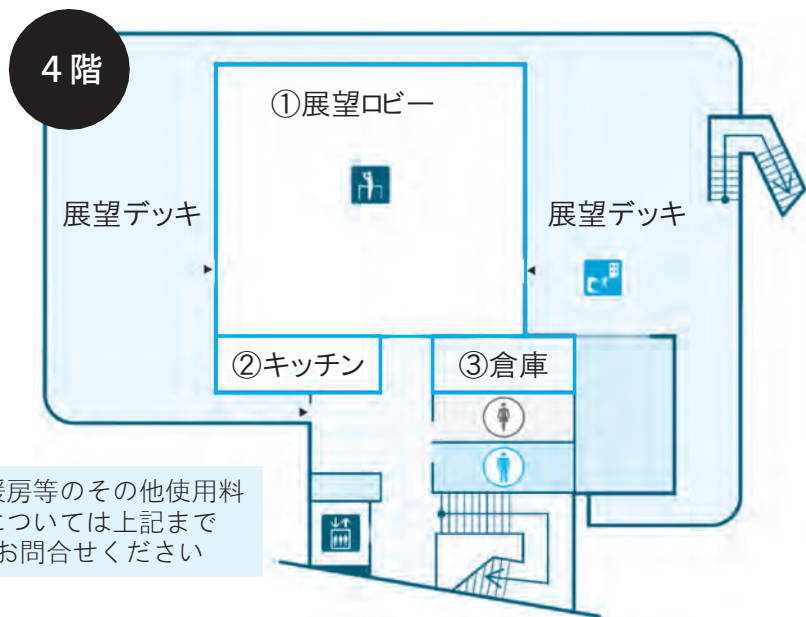 4階
①展望ロビー
展望デッキ
展望デッキ
②キッチン
③倉庫
暖房等のその他使用料
については上記まで
お問合せください